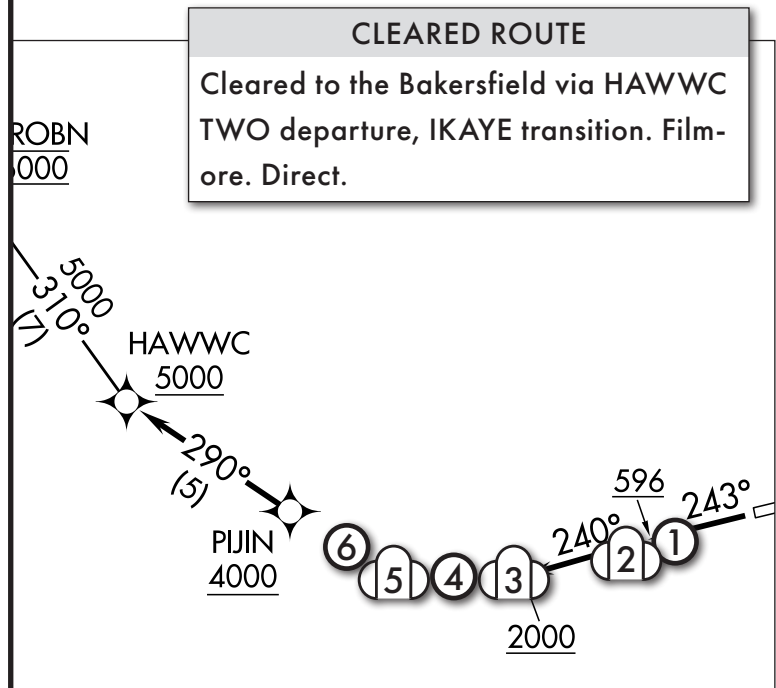 CLEARED ROUTE
Cleared to the Bakersfield via HAWWC
TWO departure, IKAYE transition. Film-
ore. Direct.
ROBN
000
5000
310°
(7)
HAWWC
5000
290°
(5)
PIJIN
4000
6
5
4
3
2000
240°
2
596
1
243°